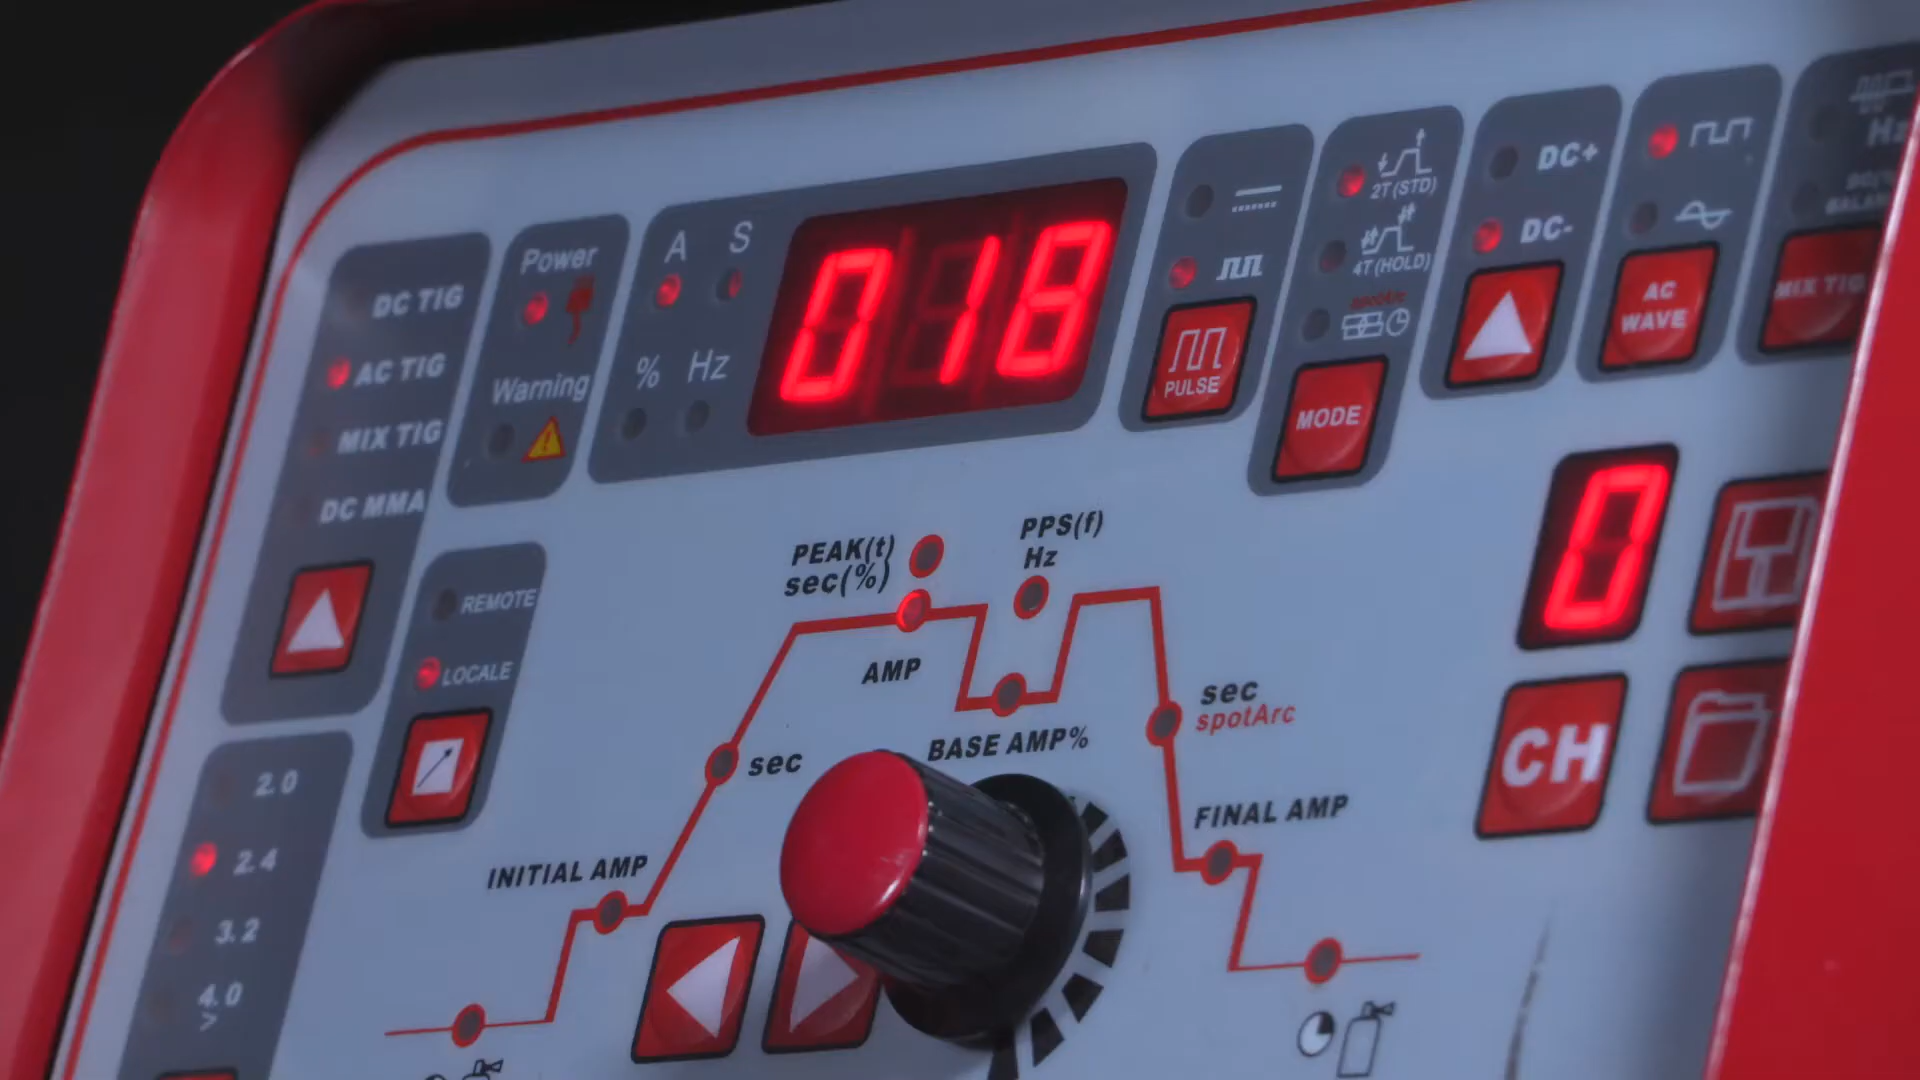 DC TIG
AC TIG
MIX TIG
DC MMA
Power
Warning
A S
% Hz
018
PULSE
2T(STD)
4T(HOLD)
spotArc
MODE
DC+
DC-
AC
WAVE
Hz
MIX TIG
REMOTE
LOCALE
2.0
2.4
3.2
4.0
>
PEAK(t)
sec(%)
PPS(f)
Hz
AMP
BASE AMP%
sec
sec
spotArc
INITIAL AMP
FINAL AMP
0
CH